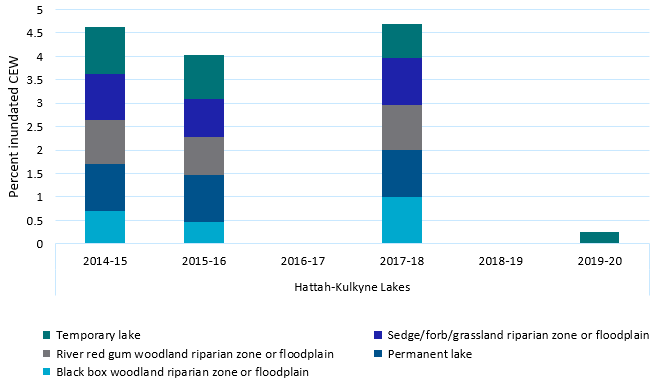 5
4.5
4
3.5
3
2.5
2
1.5
1
0.5
0
Percent inundated CEW
2014-15 2015-16 2016-17 2017-18 2018-19 2019-20
Hattah-Kulkyne Lakes
Temporary lake
Sedge/forb/grassland riparian zone or floodplain
River red gum woodland riparian zone or floodplain
Permanent lake
Black box woodland riparian zone or floodplain